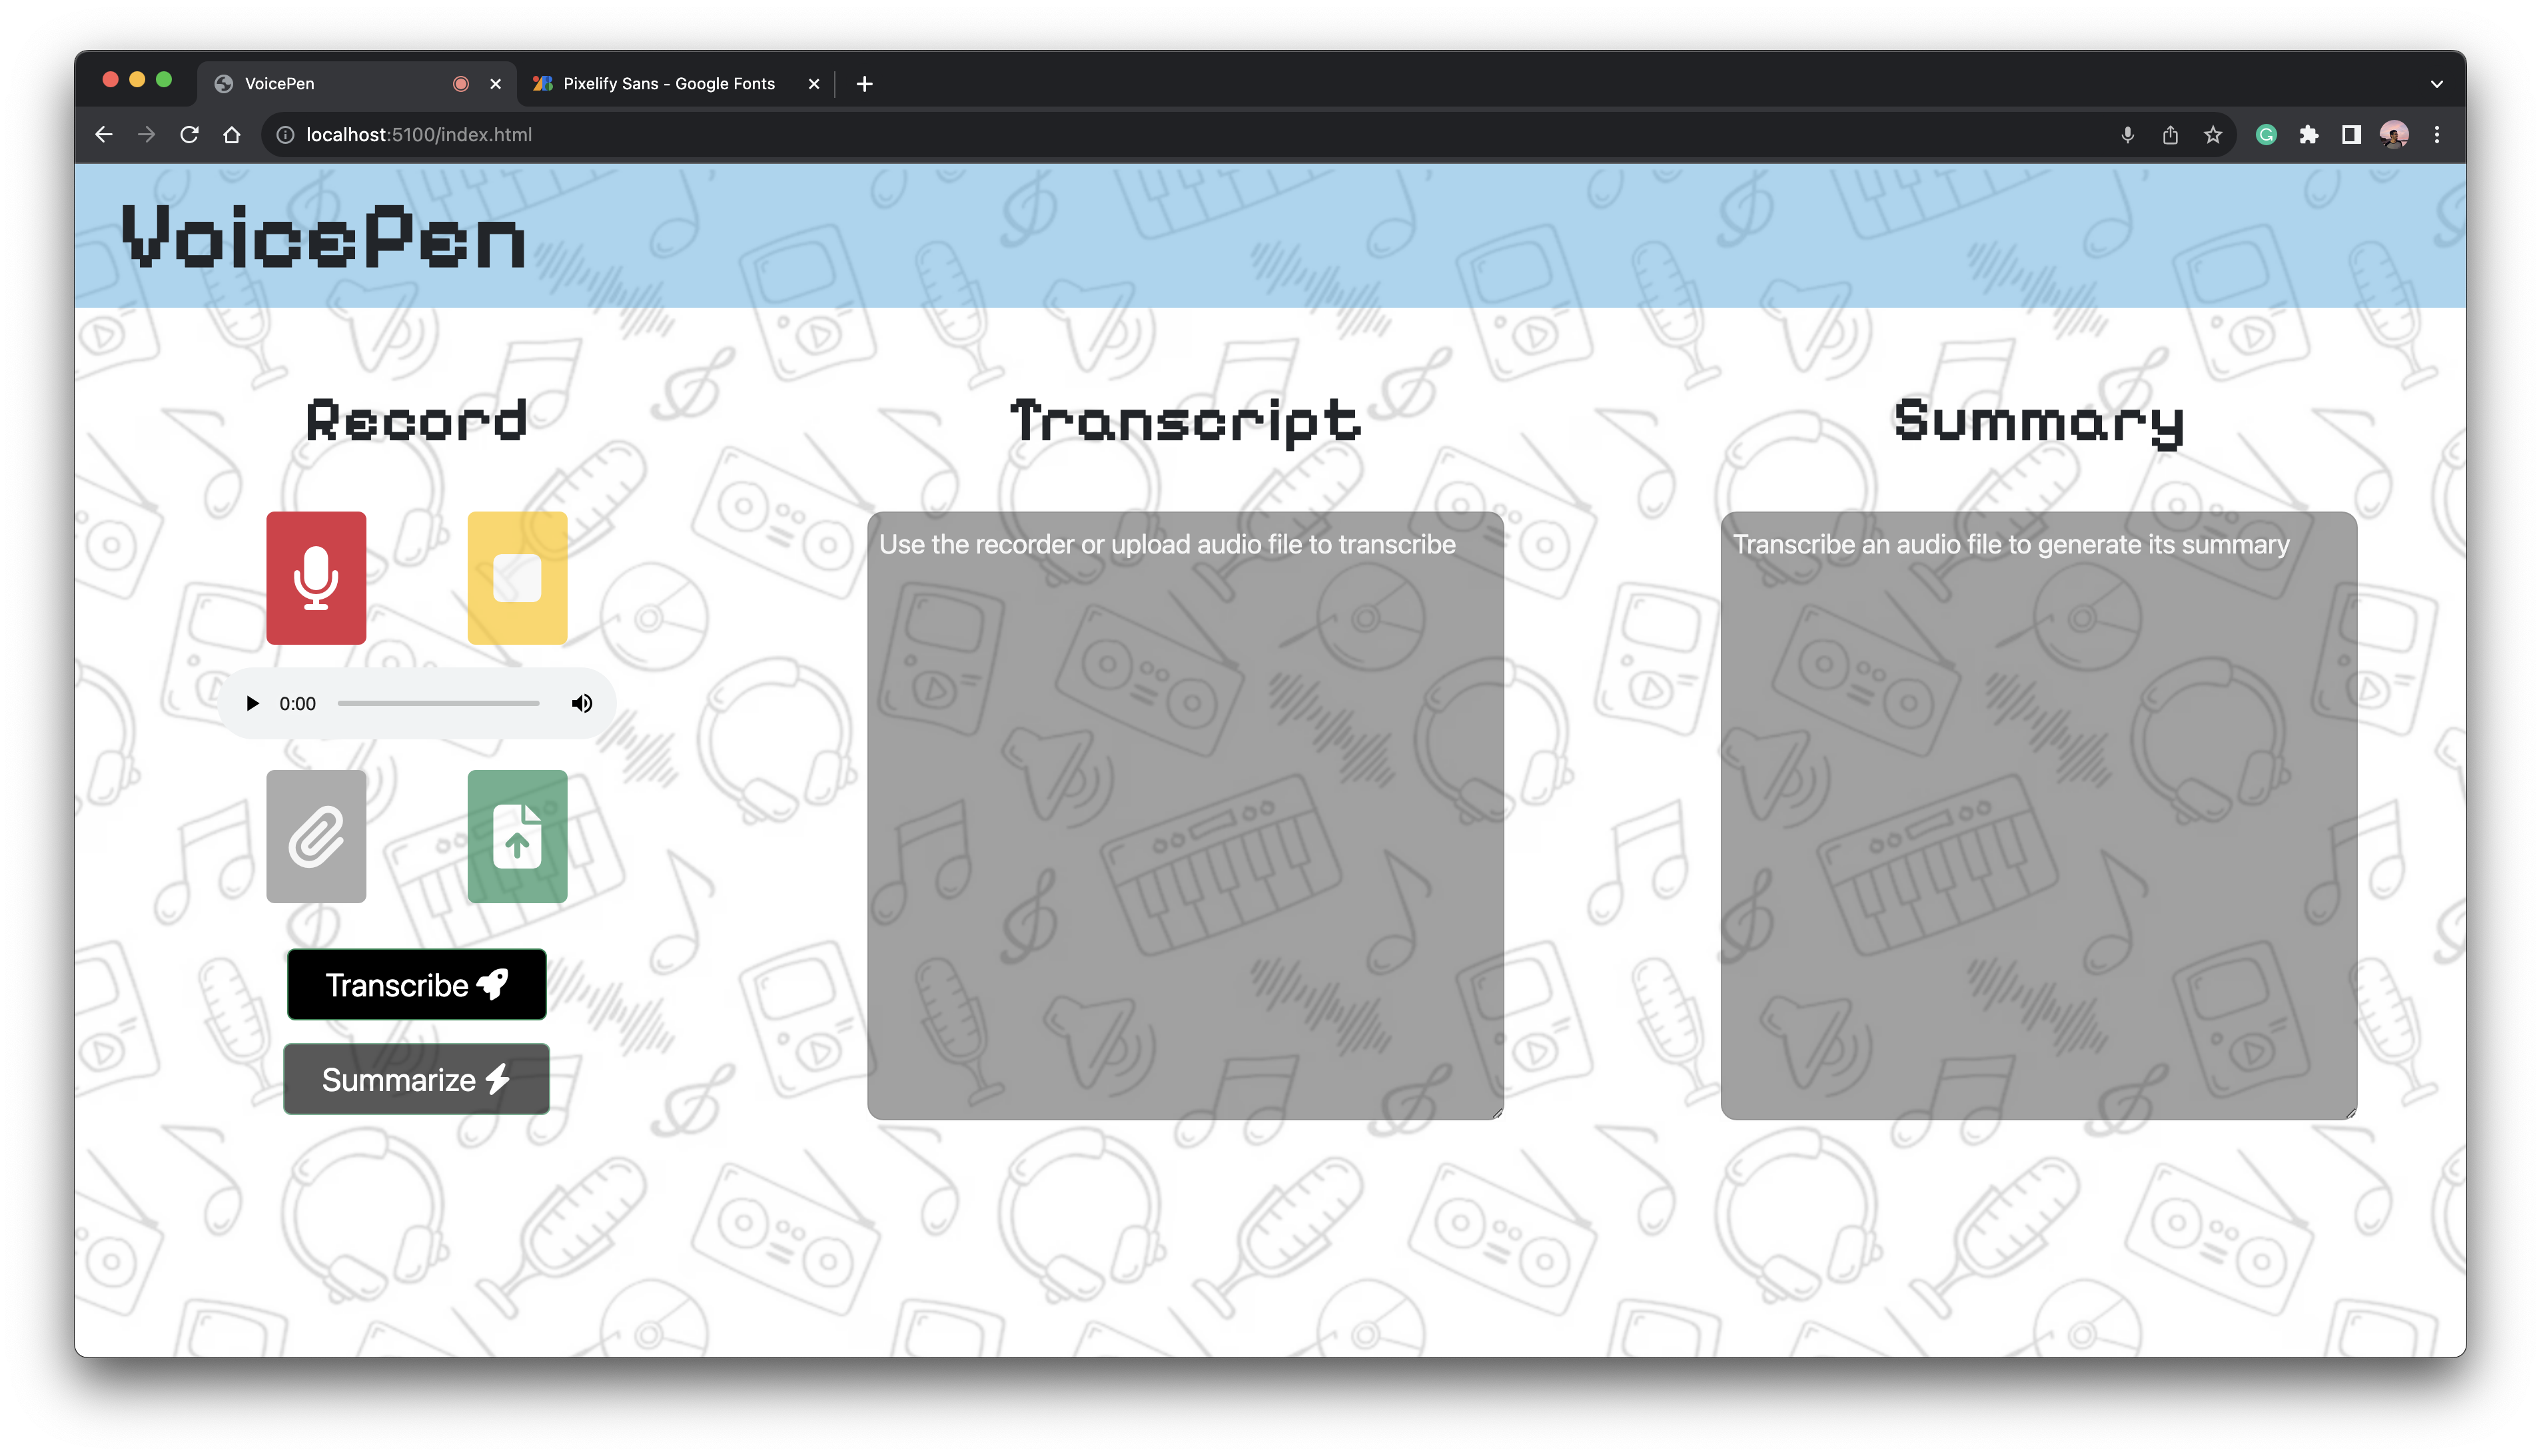 VoicePen
Pixelify Sans - Google Fonts
localhost:5100/index.html
VoicePen
Record
Transcript
Summary
Use the recorder or upload audio file to transcribe
Transcribe an audio file to generate its summary
0:00
Transcribe
Summarize